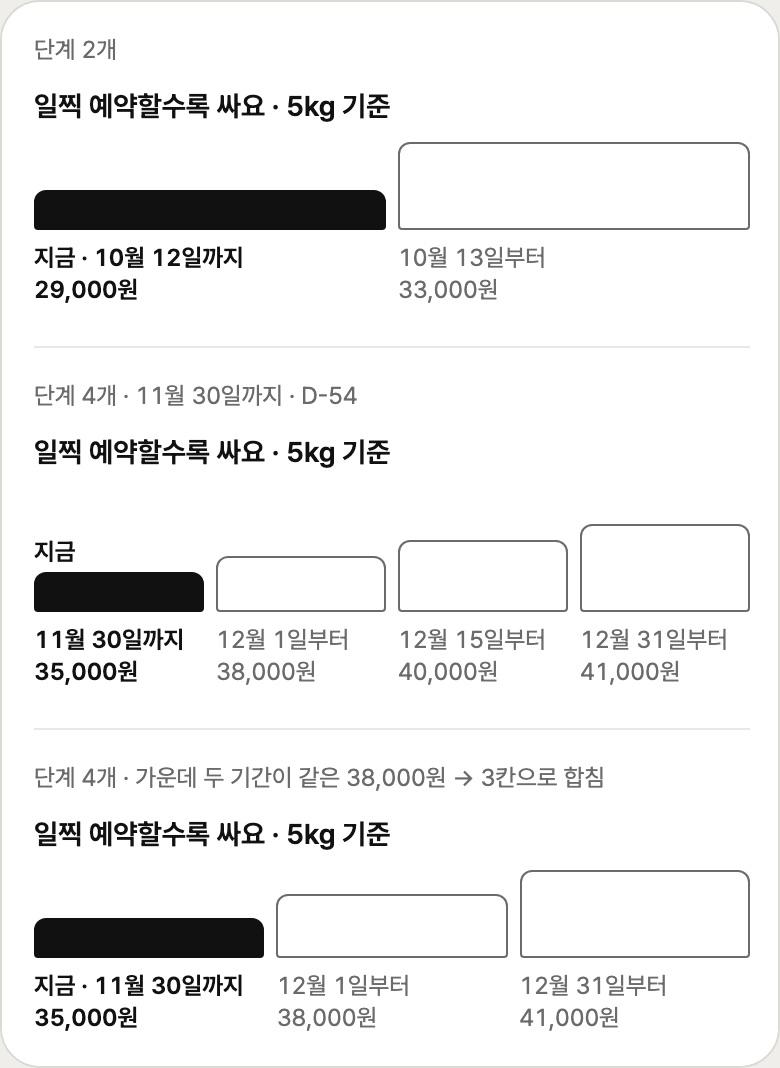 단계 2개
일찍 예약할수록 싸요 · 5kg 기준
지금 · 10월 12일까지
29,000원
10월 13일부터
33,000원
단계 4개 · 11월 30일까지 · D-54
일찍 예약할수록 싸요 · 5kg 기준
지금
11월 30일까지
35,000원
12월 1일부터
38,000원
12월 15일부터
40,000원
12월 31일부터
41,000원
단계 4개 · 가운데 두 기간이 같은 38,000원 → 3칸으로 합침
일찍 예약할수록 싸요 · 5kg 기준
지금 · 11월 30일까지
35,000원
12월 1일부터
38,000원
12월 31일부터
41,000원